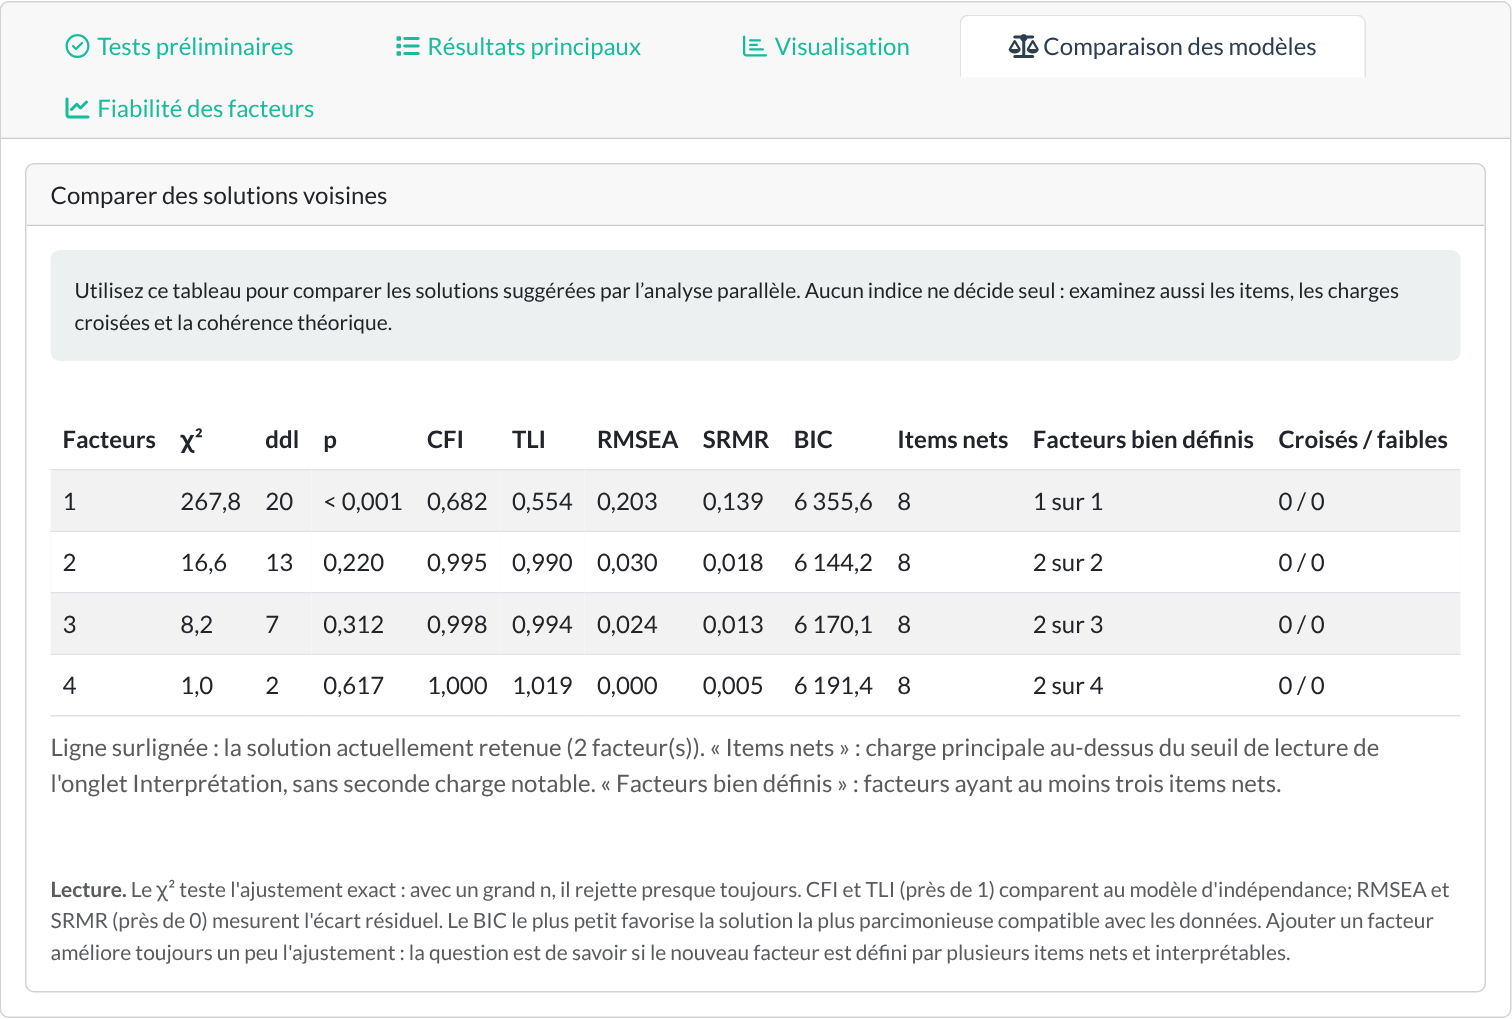 Tests préliminaires
Résultats principaux
Visualisation
Comparaison des modèles
Fiabilité des facteurs
Comparer des solutions voisines
Utilisez ce tableau pour comparer les solutions suggérées par l’analyse parallèle. Aucun indice ne décide seul : examinez aussi les items, les charges
croisées et la cohérence théorique.
Facteurs χ² ddl p CFI TLI RMSEA SRMR BIC Items nets Facteurs bien définis Croisés / faibles
1 267,8 20 < 0,001 0,682 0,554 0,203 0,139 6 355,6 8 1 sur 1 0 / 0
2 16,6 13 0,220 0,995 0,990 0,030 0,018 6 144,2 8 2 sur 2 0 / 0
3 8,2 7 0,312 0,998 0,994 0,024 0,013 6 170,1 8 2 sur 3 0 / 0
4 1,0 2 0,617 1,000 1,019 0,000 0,005 6 191,4 8 2 sur 4 0 / 0
Ligne surlignée : la solution actuellement retenue (2 facteur(s)). « Items nets » : charge principale au-dessus du seuil de lecture de
l'onglet Interprétation, sans seconde charge notable. « Facteurs bien définis » : facteurs ayant au moins trois items nets.
Lecture. Le χ² teste l'ajustement exact : avec un grand n, il rejette presque toujours. CFI et TLI (près de 1) comparent au modèle d'indépendance; RMSEA et
SRMR (près de 0) mesurent l'écart résiduel. Le BIC le plus petit favorise la solution la plus parcimonieuse compatible avec les données. Ajouter un facteur
améliore toujours un peu l'ajustement : la question est de savoir si le nouveau facteur est défini par plusieurs items nets et interprétables.